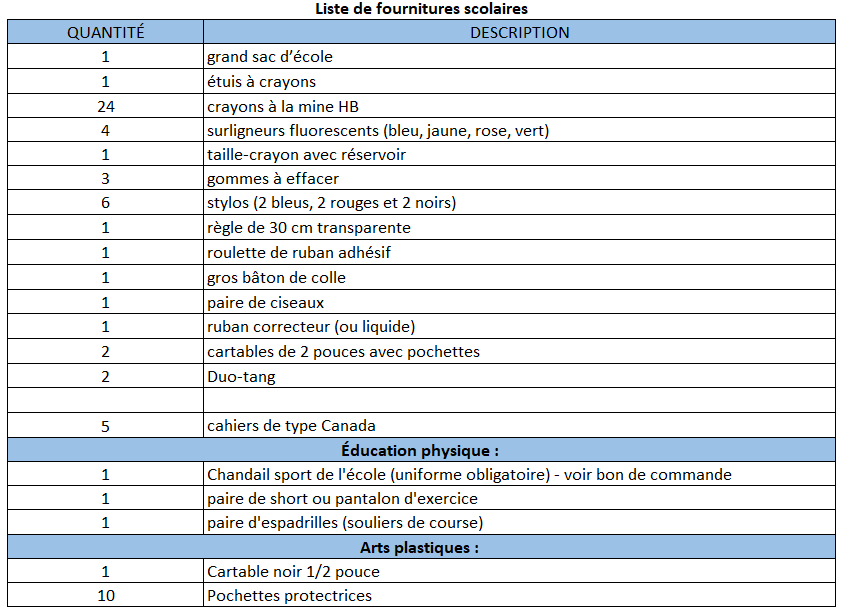 Liste de fournitures scolaires
QUANTITÉ DESCRIPTION
1 grand sac d’école
1 étuis à crayons
24 crayons à la mine HB
4 surligneurs fluorescents (bleu, jaune, rose, vert)
1 taille-crayon avec réservoir
3 gommes à effacer
6 stylos (2 bleus, 2 rouges et 2 noirs)
1 règle de 30 cm transparente
1 roulette de ruban adhésif
1 gros bâton de colle
1 paire de ciseaux
1 ruban correcteur (ou liquide)
2 cartables de 2 pouces avec pochettes
2 Duo-tang
5 cahiers de type Canada
Éducation physique :
1 Chandail sport de l'école (uniforme obligatoire) - voir bon de commande
1 paire de short ou pantalon d'exercice
1 paire d'espadrilles (souliers de course)
Arts plastiques :
1 Cartable noir 1/2 pouce
10 Pochettes protectrices